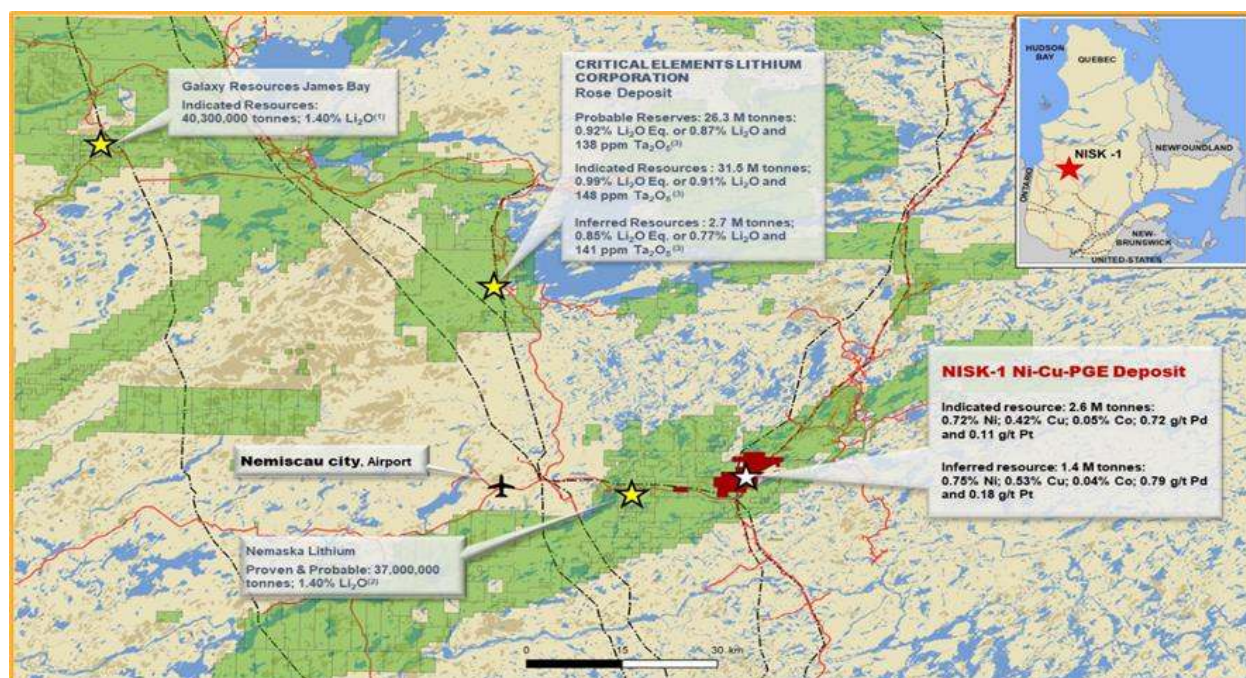 Galaxy Resources James Bay
Indicated Resources:
40,300,000 tonnes; 1.40% Li₂O⁽¹⁾
CRITICAL ELEMENTS LITHIUM
CORPORATION
Rose Deposit
Probable Reserves: 26.3 M tonnes:
0.92% Li₂O Eq. or 0.87% Li₂O and
138 ppm Ta₂O₅⁽³⁾
Indicated Resources : 31.5 M tonnes;
0.99% Li₂O Eq. or 0.91% Li₂O and
148 ppm Ta₂O₅⁽³⁾
Inferred Resources : 2.7 M tonnes;
0.85% Li₂O Eq. or 0.77% Li₂O and
141 ppm Ta₂O₅⁽³⁾
HUDSON
BAY
QUEBEC
NISK -1
NEWFOUNDLAND
ONTARIO
NEW-
BRUNSWICK
UNITED-STATES
NISK-1 Ni-Cu-PGE Deposit
Indicated resource: 2.6 M tonnes:
0.72% Ni; 0.42% Cu; 0.05% Co; 0.72 g/t Pd
and 0.11 g/t Pt
Inferred resource: 1.4 M tonnes:
0.75% Ni; 0.53% Cu; 0.04% Co; 0.79 g/t Pd
and 0.18 g/t Pt
Nemiscau city, Airport
Nemaska Lithium
Proven & Probable: 37,000,000
tonnes; 1.40% Li₂O⁽²⁾
0 15 30 km